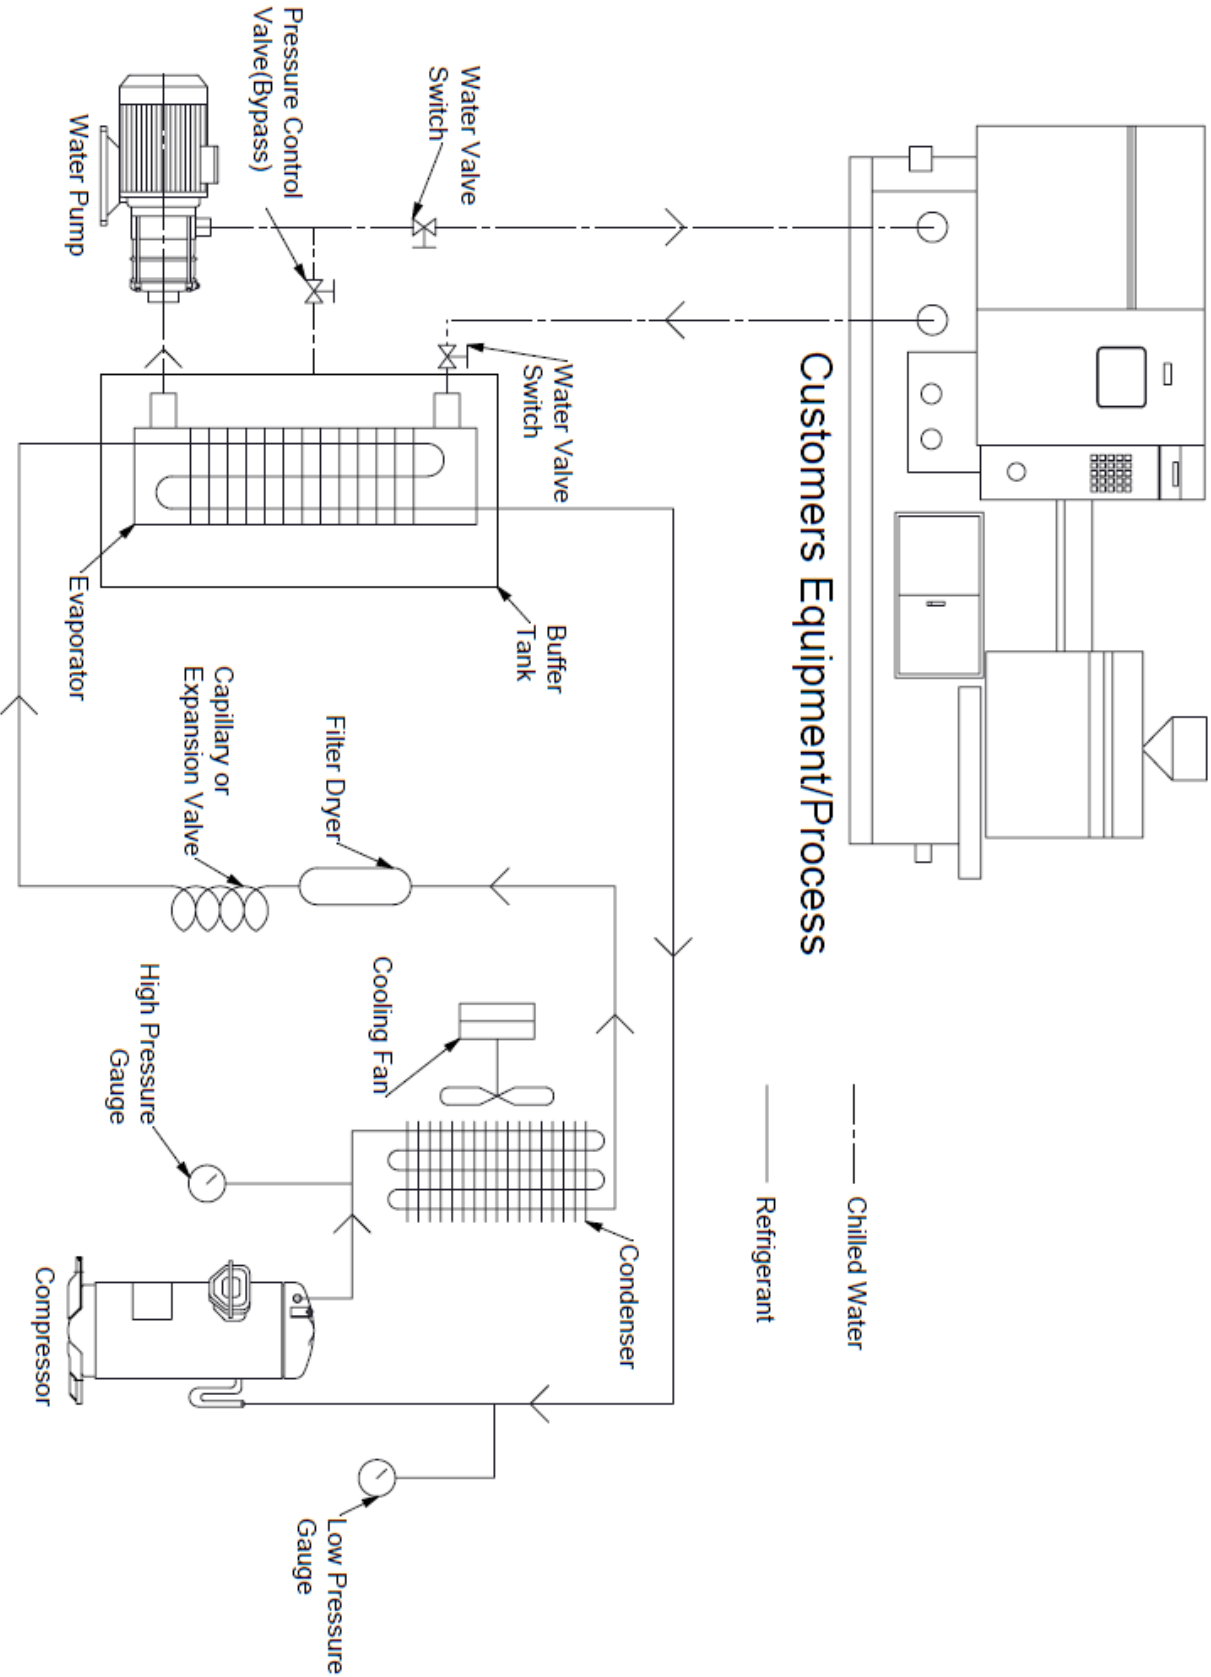 Customers Equipment/Process
Chilled Water
Refrigerant
Water Valve
Switch
Pressure Control
Valve(Bypass)
Water Pump
Water Valve
Switch
Buffer
Tank
Evaporator
Filter Dryer
Capillary or
Expansion Valve
Cooling Fan
High Pressure
Gauge
Condenser
Compressor
Low Pressure
Gauge